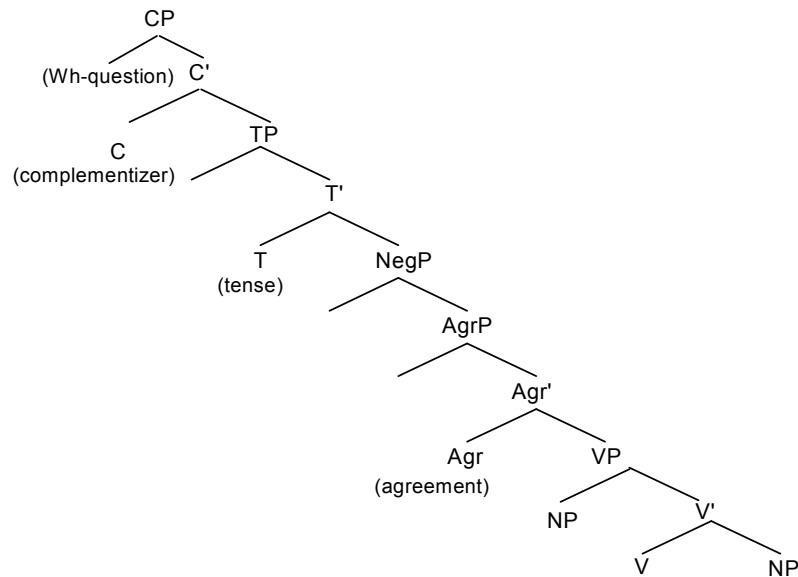 CP
(Wh-question) C'
C TP
(complementizer)
T'
T NegP
(tense)
AgrP
Agr'
Agr VP
(agreement)
NP V'
V NP